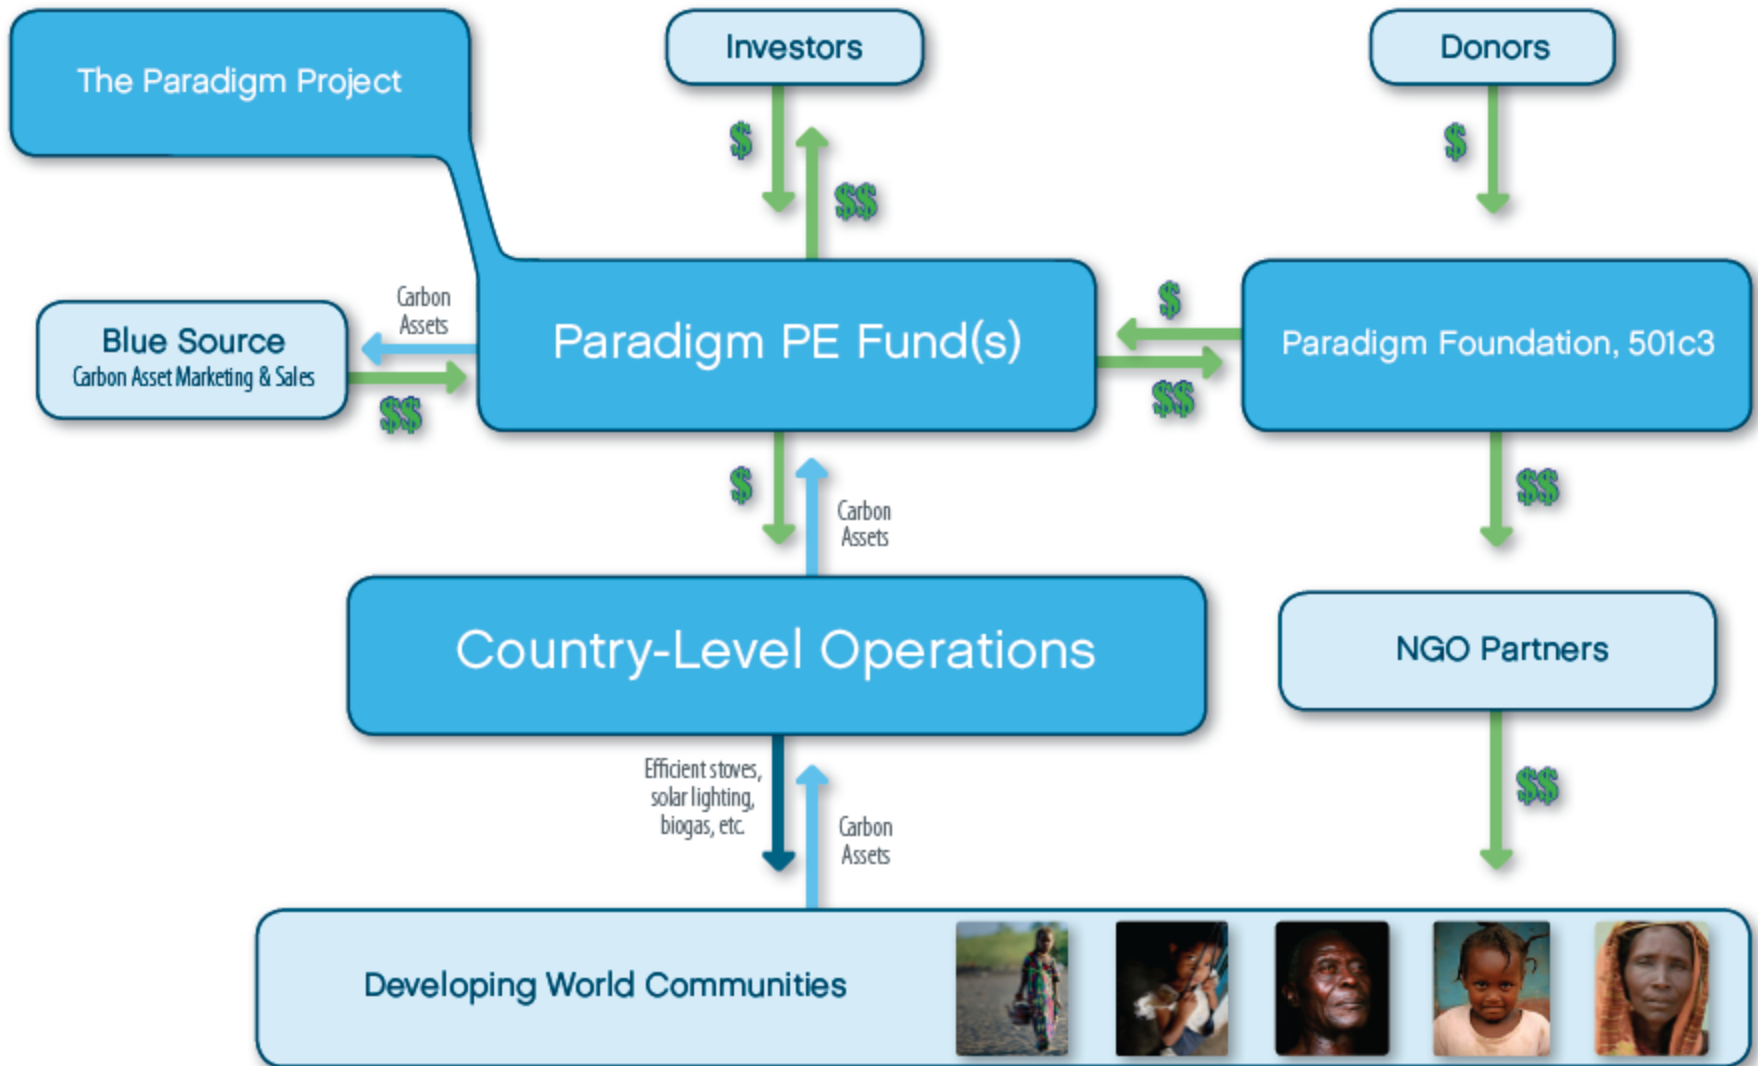 The Paradigm Project
Investors
Donors
$
$$
$
Carbon
Assets
Blue Source
Carbon Asset Marketing & Sales
$$
Paradigm PE Fund(s)
$
$$
Paradigm Foundation, 501c3
$
Carbon
Assets
$$
Country-Level Operations
NGO Partners
Efficient stoves,
solar lighting,
biogas, etc.
Carbon
Assets
$$
Developing World Communities